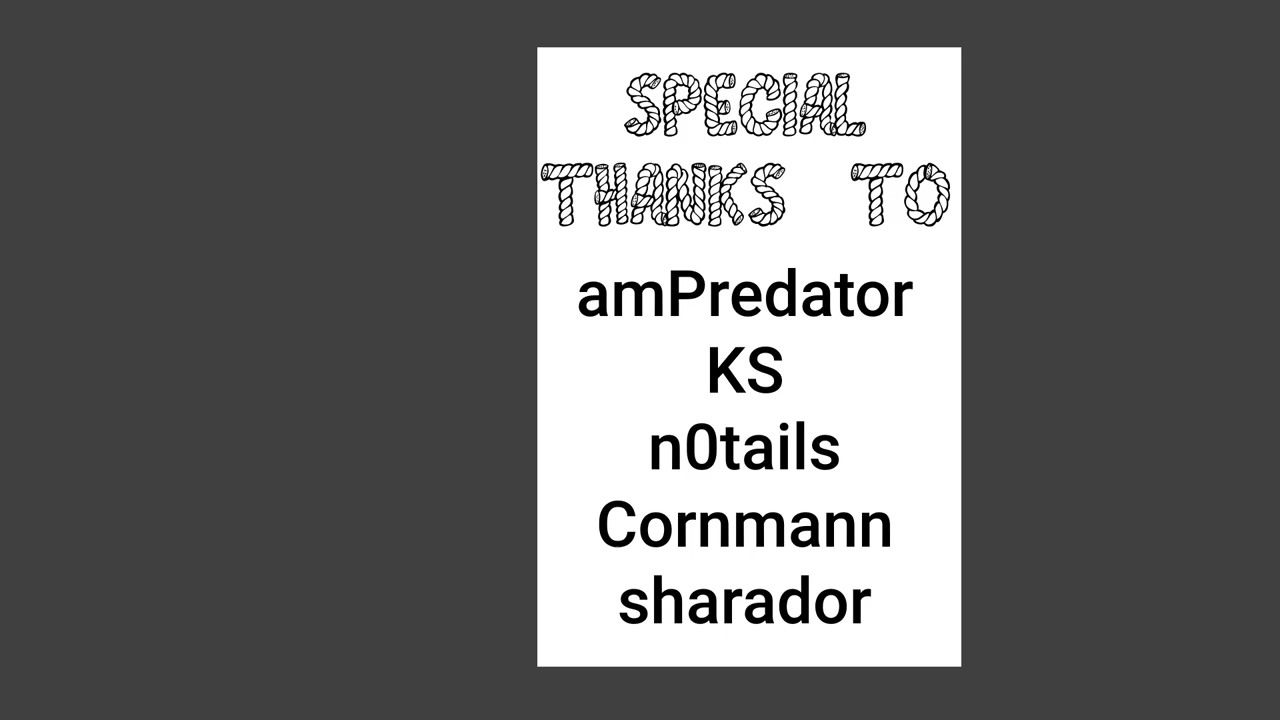 SPECIAL
THANKS TO
amPredator
KS
n0tails
Cornmann
sharador